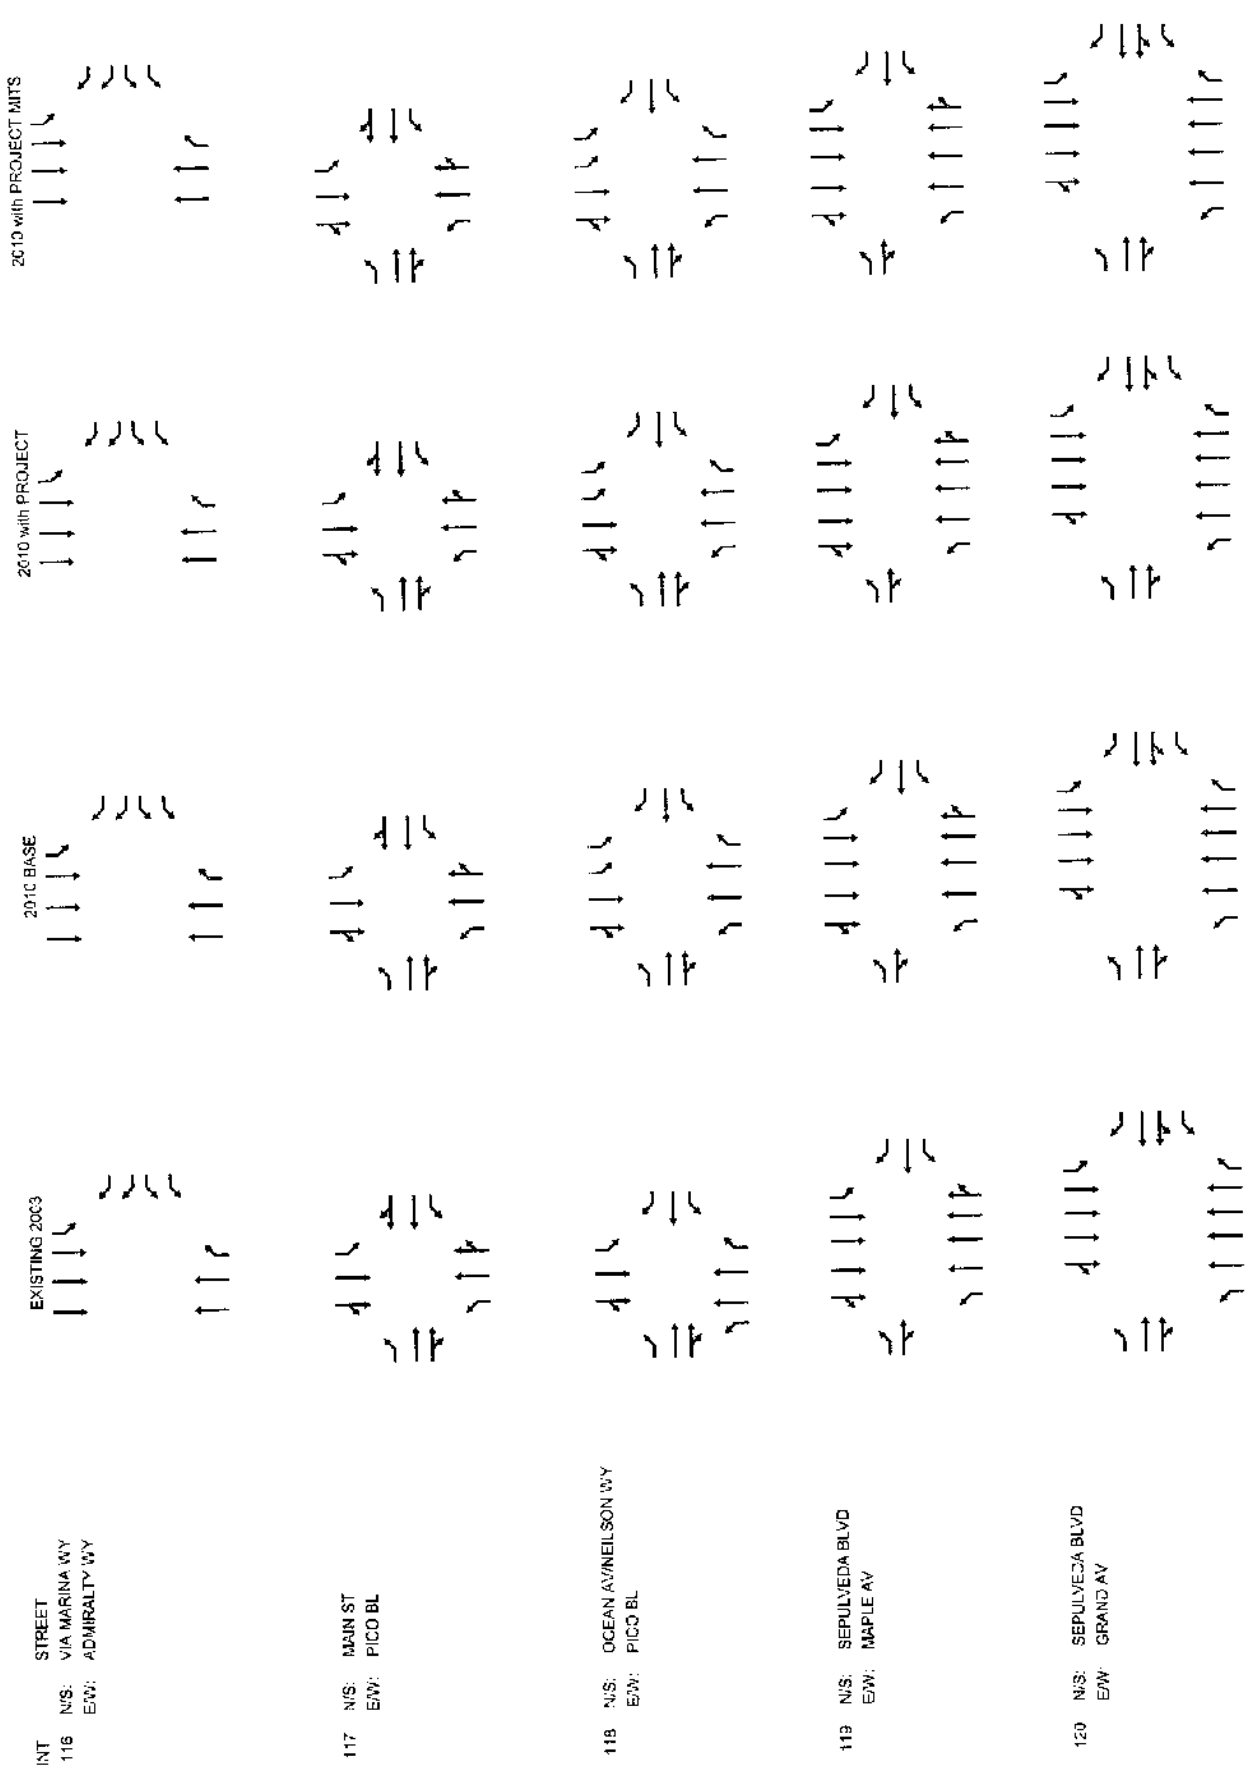 INT STREET EXISTING 2003 2010 BASE 2010 with PROJECT 2010 with PROJECT MITS
116 N/S: VIA MARINA WY
E/W: ADMIRALTY WY
117 N/S: MAIN ST
E/W: PICO BL
118 N/S: OCEAN AV/NEILSON WY
E/W: PICO BL
119 N/S: SEPULVEDA BLVD
E/W: MAPLE AV
120 N/S: SEPULVEDA BLVD
E/W: GRAND AV